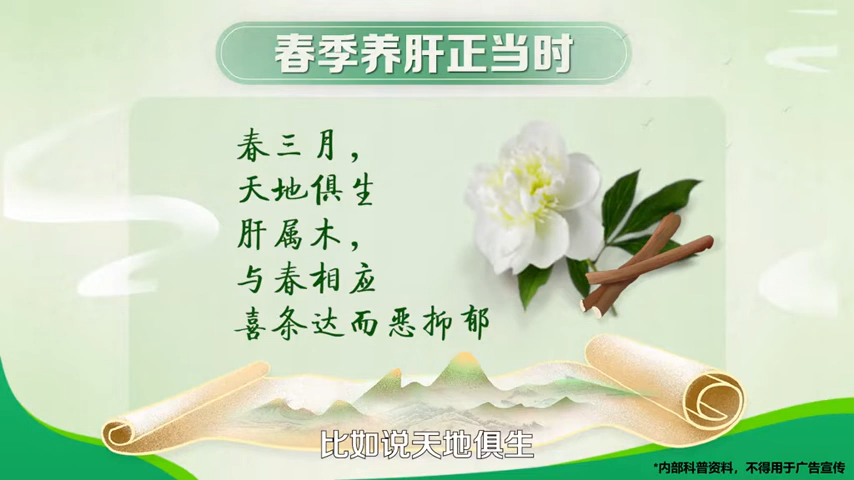 春季养肝正当时
春三月，
天地俱生
肝属木，
与春相应
喜条达而恶抑郁
比如说天地俱生
*内部科普资料，不得用于广告宣传